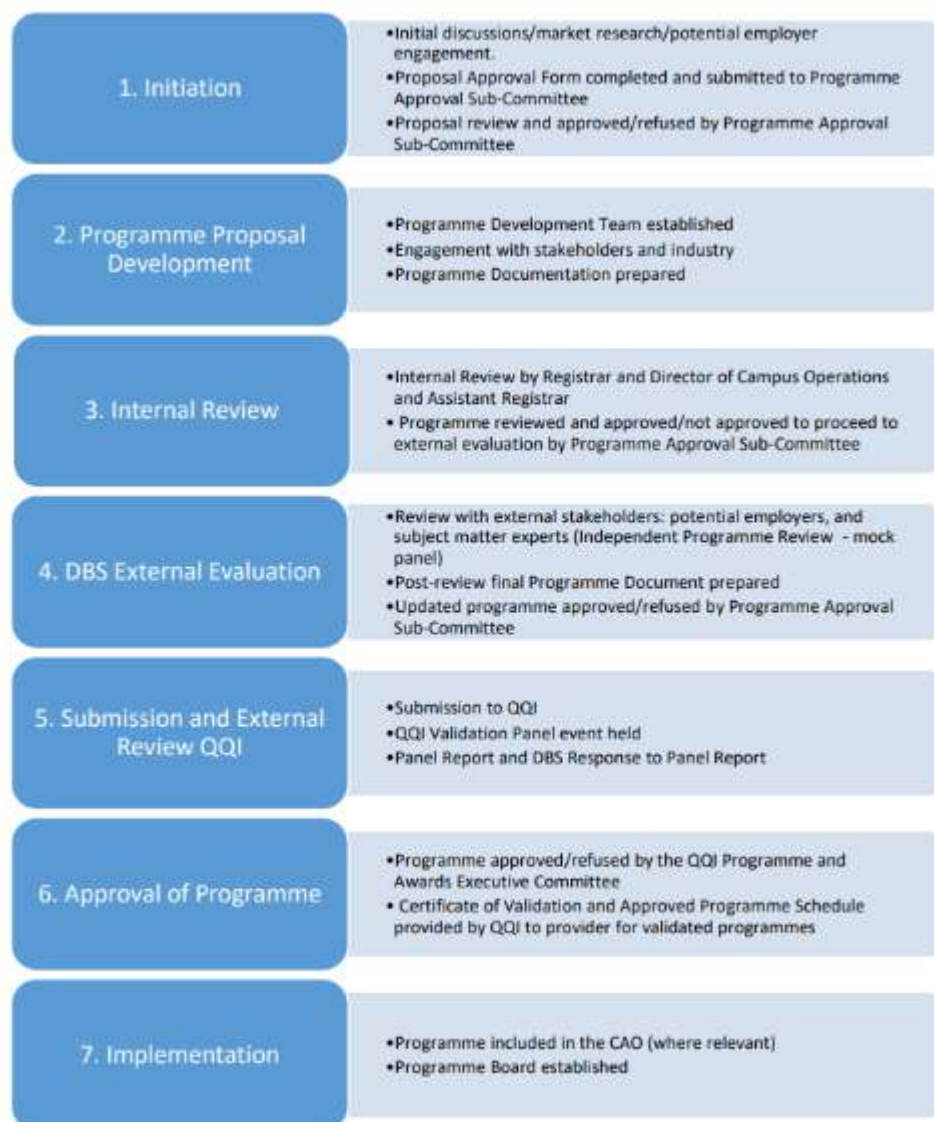 1. Initiation
•Initial discussions/market research/potential employer
engagement.
•Proposal Approval Form completed and submitted to Programme
Approval Sub-Committee
•Proposal review and approved/refused by Programme Approval
Sub-Committee
2. Programme Proposal
Development
•Programme Development Team established
•Engagement with stakeholders and industry
•Programme Documentation prepared
3. Internal Review
•Internal Review by Registrar and Director of Campus Operations
and Assistant Registrar
• Programme reviewed and approved/not approved to proceed to
external evaluation by Programme Approval Sub-Committee
4. DBS External Evaluation
•Review with external stakeholders: potential employers, and
subject matter experts (Independent Programme Review - mock
panel)
•Post-review final Programme Document prepared
•Updated programme approved/refused by Programme Approval
Sub-Committee
5. Submission and External
Review QQI
•Submission to QQI
•QQI Validation Panel event held
•Panel Report and DBS Response to Panel Report
6. Approval of Programme
•Programme approved/refused by the QQI Programme and
Awards Executive Committee
• Certificate of Validation and Approved Programme Schedule
provided by QQI to provider for validated programmes
7. Implementation
•Programme included in the CAO (where relevant)
•Programme Board established